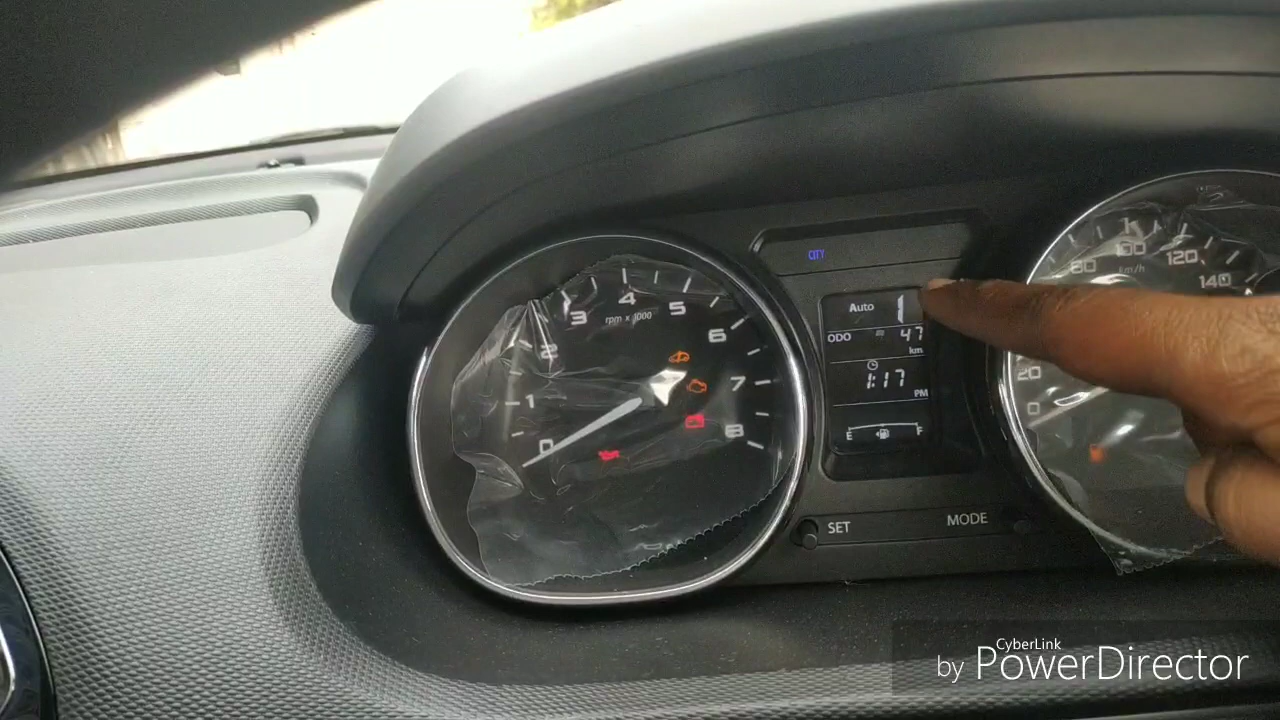 CITY
0
1
2
3
4
5
6
7
8
rpm x 1000
Auto 1
ODO 47
km
1:17
PM
E F
SET
MODE
0
20
80
120
140
km/h
CyberLink
by PowerDirector